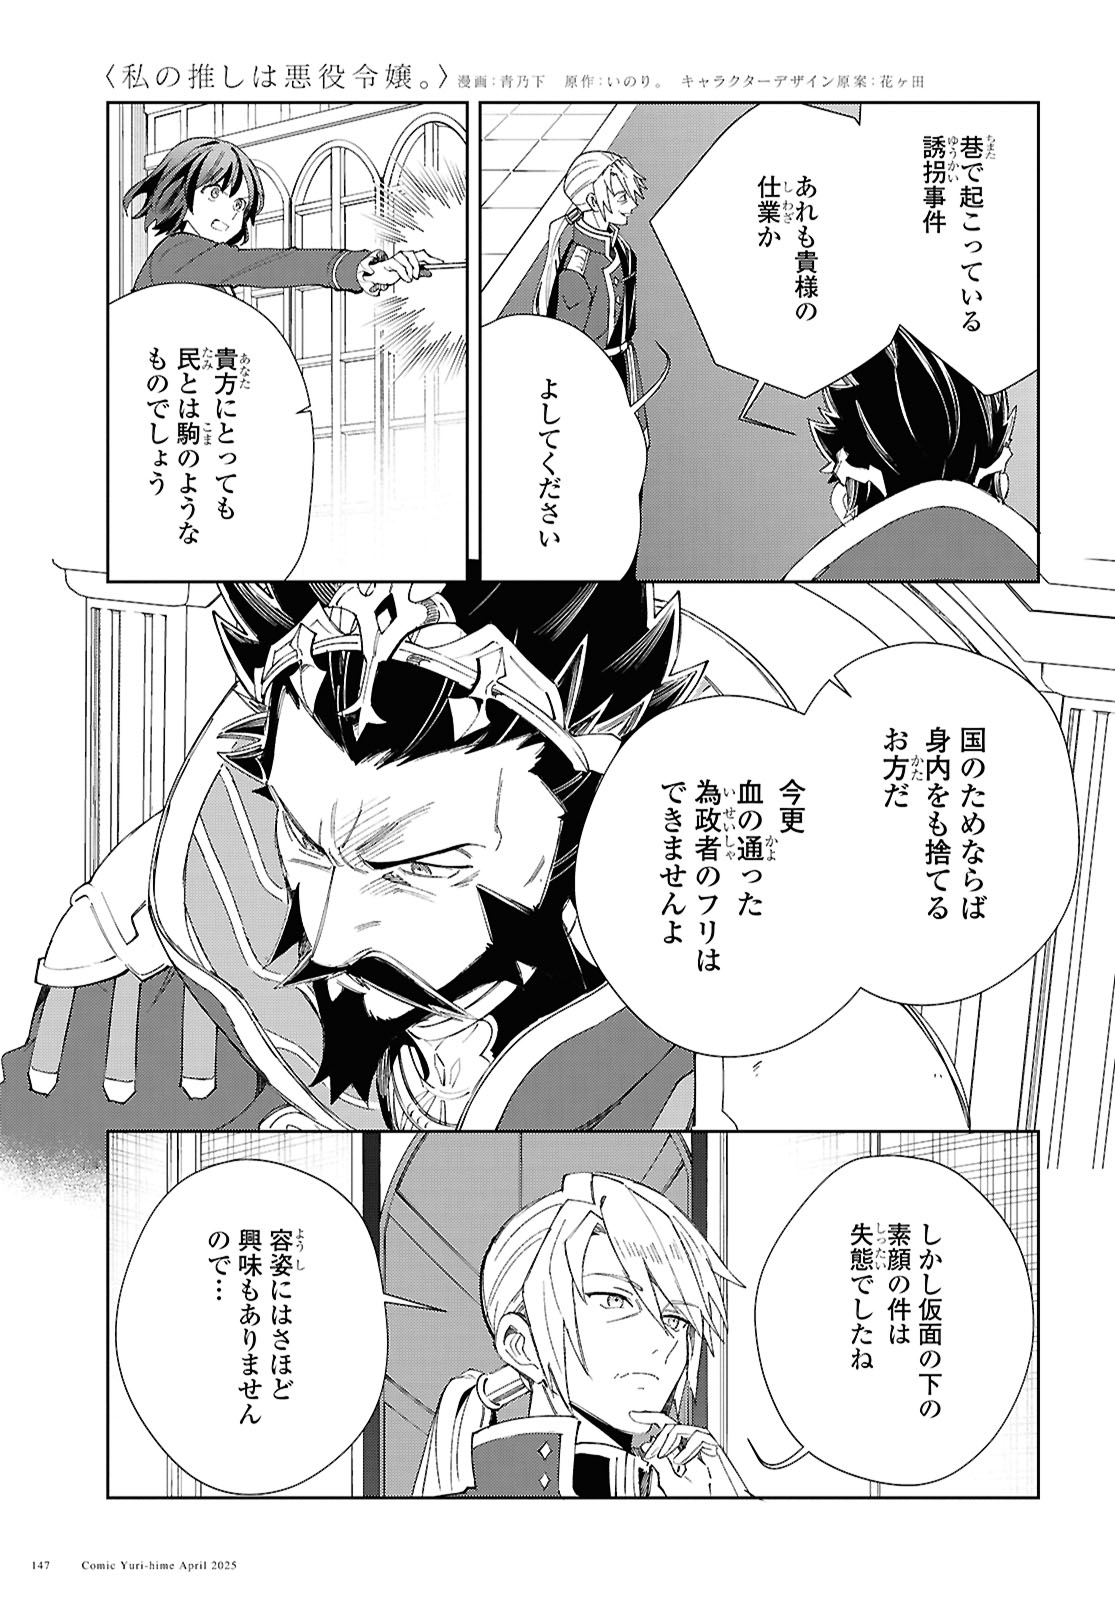 〈私の推しは悪役令嬢。〉漫画：青乃下　原作：いのり。　キャラクターデザイン原案：花ヶ田
巷で起こっている
誘拐事件
あれも貴様の
仕業か
よしてください
貴方にとっても
民とは駒のような
ものでしょう
国のためならば
身内をも捨てる
お方だ
今更
血の通った
為政者のフリは
できませんよ
しかし仮面の下の
素顔の件は
失態でしたね
容姿にはさほど
興味もありません
ので…
147　Comic Yuri-hime April 2025